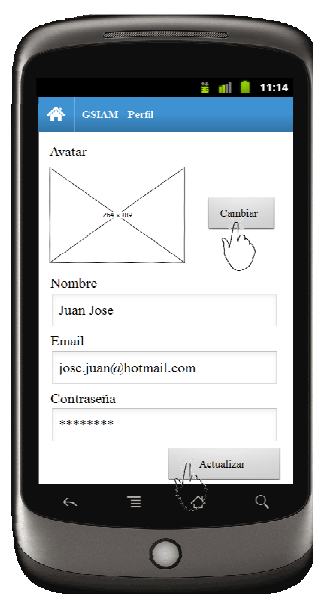 11:14
GSIAM - Perfil
Avatar
Cambiar
Nombre
Juan Jose
Email
jose.juan@hotmail.com
Contraseña
********
Actualizar